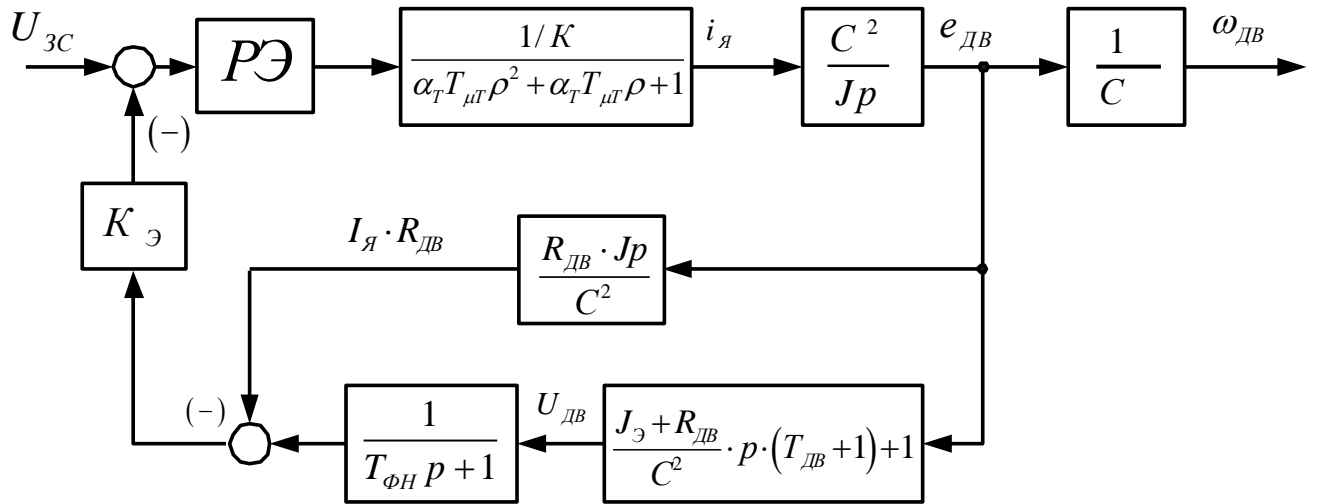 U_ЗС
РЭ
1/K
α_T T_μT ρ² + α_T T_μT ρ + 1
i_Я
C²
Jp
e_ДВ
1
C
ω_ДВ
(−)
K_Э
I_Я · R_ДВ
R_ДВ · Jp
C²
(−)
1
T_ФН p + 1
U_ДВ
J_Э + R_ДВ
C²
· p · (T_ДВ + 1) + 1